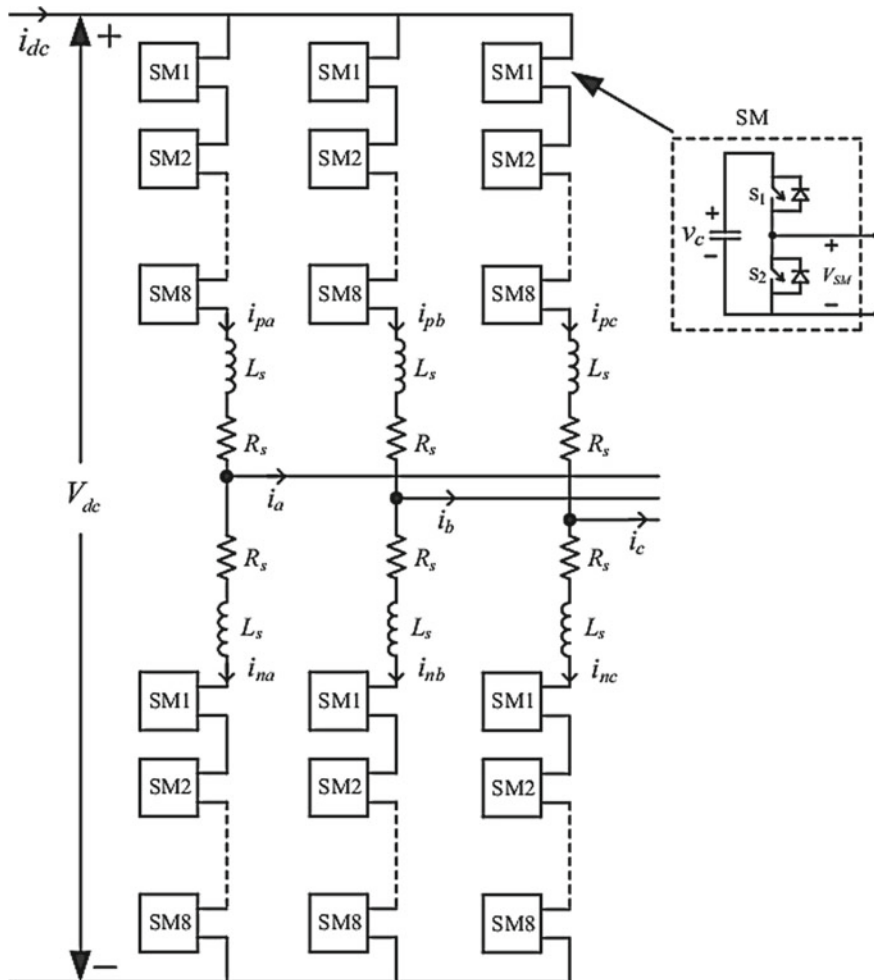 i_dc +
SM1 SM1 SM1
SM
SM2 SM2 SM2
S1
v_c + −
+ V_SM −
S2
SM8 SM8 SM8
i_pa i_pb i_pc
L_s L_s L_s
R_s R_s R_s
V_dc
i_a
i_b
i_c
R_s R_s R_s
L_s L_s L_s
i_na i_nb i_nc
SM1 SM1 SM1
SM2 SM2 SM2
SM8 SM8 SM8
−